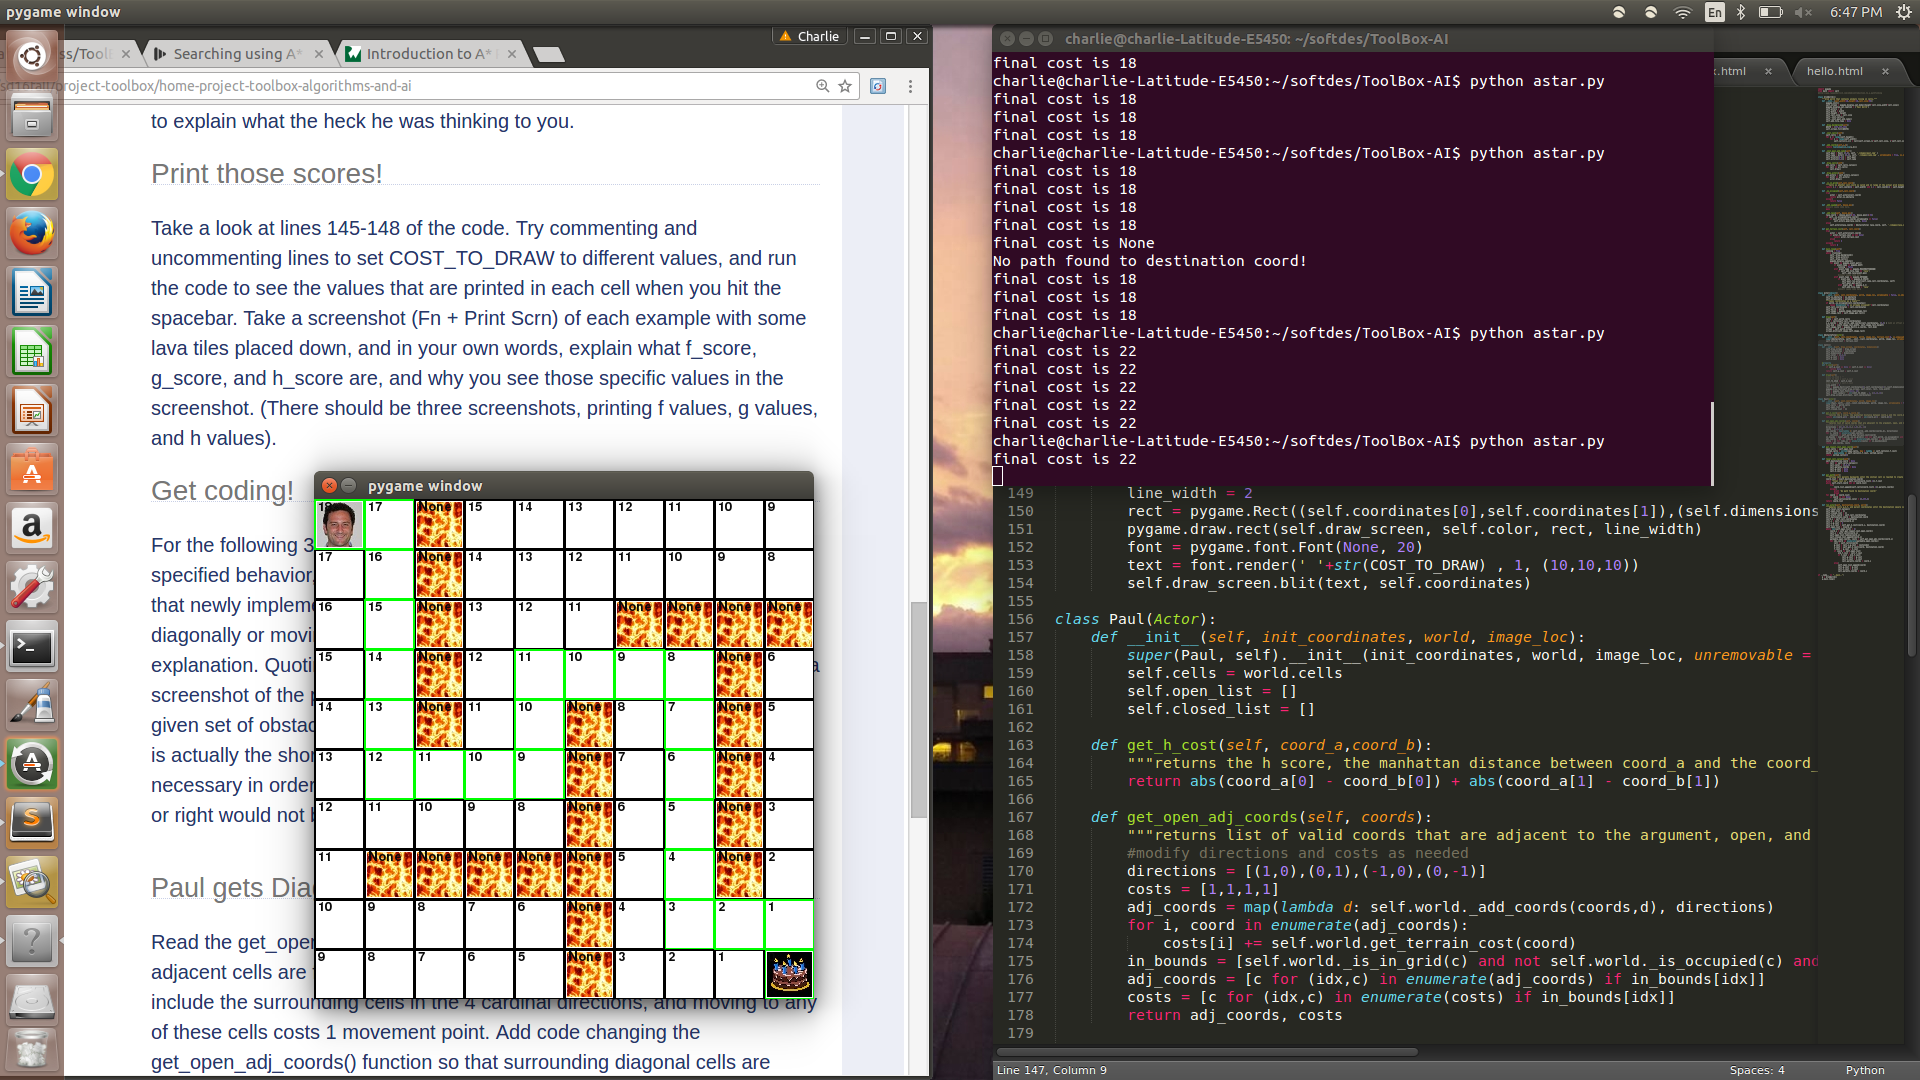 pygame window
En
6:47 PM
ss/Tool
Searching using A*
Introduction to A*
Charlie
sd16fall/project-toolbox/home-project-toolbox-algorithms-and-ai
to explain what the heck he was thinking to you.
Print those scores!
Take a look at lines 145-148 of the code. Try commenting and
uncommenting lines to set COST_TO_DRAW to different values, and run
the code to see the values that are printed in each cell when you hit the
spacebar. Take a screenshot (Fn + Print Scrn) of each example with some
lava tiles placed down, and in your own words, explain what f_score,
g_score, and h_score are, and why you see those specific values in the
screenshot. (There should be three screenshots, printing f values, g values,
and h values).
Get coding!
For the following 3
specified behavior.
that newly impleme
diagonally or movi
explanation. Quoti
screenshot of the p
given set of obstac
is actually the shor
necessary in order
or right would not b
Paul gets Dia
Read the get_open
adjacent cells are
include the surrounding cells in the 4 cardinal directions, and moving to any
of these cells costs 1 movement point. Add code changing the
get_open_adj_coords() function so that surrounding diagonal cells are
pygame window
18 17 None 15 14 13 12 11 10 9
17 16 None 14 13 12 11 10 9 8
16 15 None 13 12 11 None None None None
15 14 None 12 11 10 9 8 None 6
14 13 None 11 10 None 8 7 None 5
13 12 11 10 9 None 7 6 None 4
12 11 10 9 8 None 6 5 None 3
11 None None None None None 5 4 None 2
10 9 8 7 6 None 4 3 2 1
9 8 7 6 5 None 3 2 1
charlie@charlie-Latitude-E5450: ~/softdes/ToolBox-AI
final cost is 18
charlie@charlie-Latitude-E5450:~/softdes/ToolBox-AI$ python astar.py
final cost is 18
final cost is 18
final cost is 18
charlie@charlie-Latitude-E5450:~/softdes/ToolBox-AI$ python astar.py
final cost is 18
final cost is 18
final cost is 18
final cost is 18
final cost is None
No path found to destination coord!
final cost is 18
final cost is 18
final cost is 18
charlie@charlie-Latitude-E5450:~/softdes/ToolBox-AI$ python astar.py
final cost is 22
final cost is 22
final cost is 22
final cost is 22
final cost is 22
charlie@charlie-Latitude-E5450:~/softdes/ToolBox-AI$ python astar.py
final cost is 22
x.html
hello.html
149 line_width = 2
150 rect = pygame.Rect((self.coordinates[0],self.coordinates[1]),(self.dimensions
151 pygame.draw.rect(self.draw_screen, self.color, rect, line_width)
152 font = pygame.font.Font(None, 20)
153 text = font.render(' '+str(COST_TO_DRAW) , 1, (10,10,10))
154 self.draw_screen.blit(text, self.coordinates)
155
156 class Paul(Actor):
157 def __init__(self, init_coordinates, world, image_loc):
158 super(Paul, self).__init__(init_coordinates, world, image_loc, unremovable =
159 self.cells = world.cells
160 self.open_list = []
161 self.closed_list = []
162
163 def get_h_cost(self, coord_a,coord_b):
164 """returns the h score, the manhattan distance between coord_a and the coord_
165 return abs(coord_a[0] - coord_b[0]) + abs(coord_a[1] - coord_b[1])
166
167 def get_open_adj_coords(self, coords):
168 """returns list of valid coords that are adjacent to the argument, open, and
169 #modify directions and costs as needed
170 directions = [(1,0),(0,1),(-1,0),(0,-1)]
171 costs = [1,1,1,1]
172 adj_coords = map(lambda d: self.world._add_coords(coords,d), directions)
173 for i, coord in enumerate(adj_coords):
174 costs[i] += self.world.get_terrain_cost(coord)
175 in_bounds = [self.world._is_in_grid(c) and not self.world._is_occupied(c) and
176 adj_coords = [c for (idx,c) in enumerate(adj_coords) if in_bounds[idx]]
177 costs = [c for (idx,c) in enumerate(costs) if in_bounds[idx]]
178 return adj_coords, costs
179
Line 147, Column 9
Spaces: 4
Python